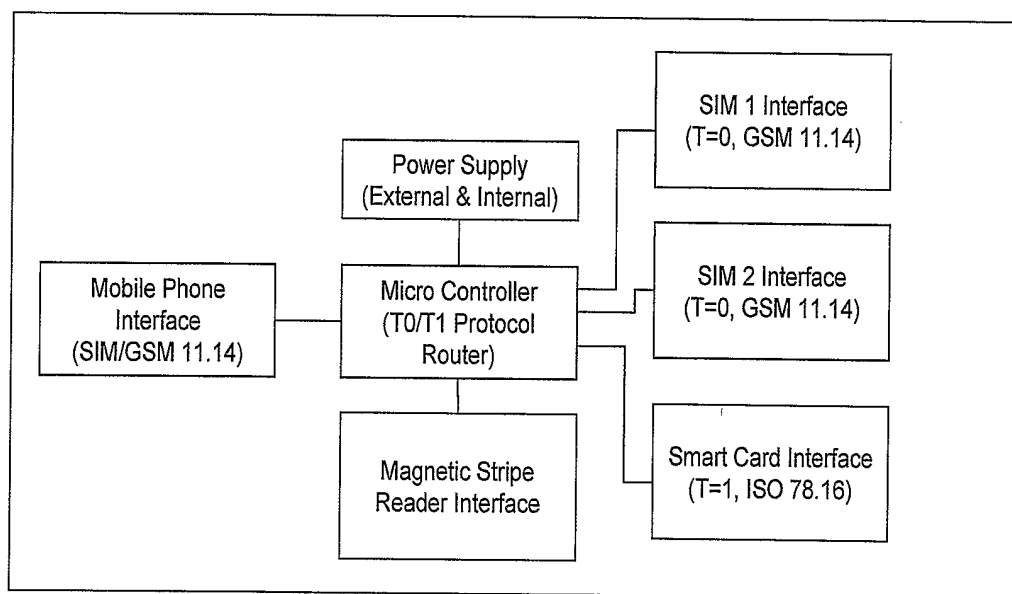 SIM 1 Interface
(T=0, GSM 11.14)
Power Supply
(External & Internal)
SIM 2 Interface
(T=0, GSM 11.14)
Mobile Phone
Interface
(SIM/GSM 11.14)
Micro Controller
(T0/T1 Protocol
Router)
Smart Card Interface
(T=1, ISO 78.16)
Magnetic Stripe
Reader Interface